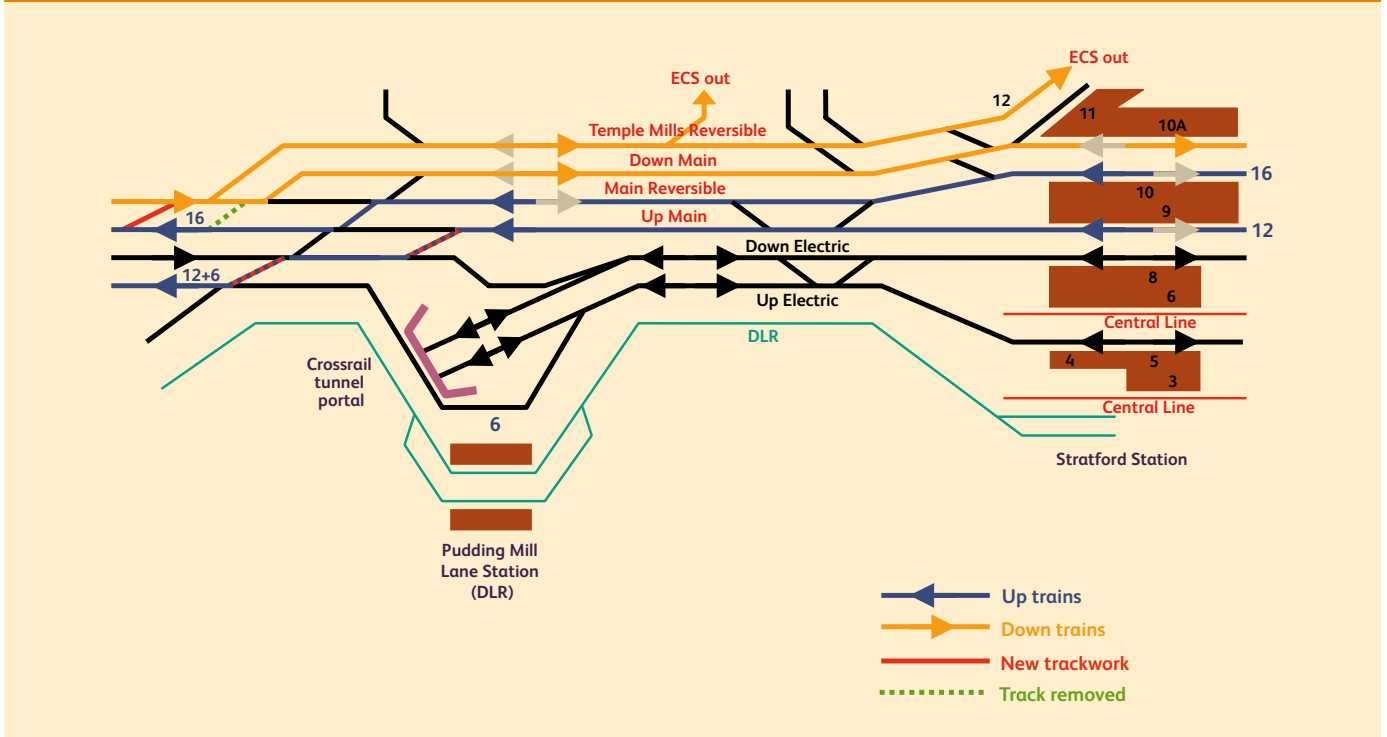 ECS out
ECS out
12
11
10A
Temple Mills Reversible
Down Main
Main Reversible
16
10
16
Up Main
9
12
Down Electric
12+6
8
6
Up Electric
Central Line
DLR
Crossrail
tunnel
portal
4
5
3
Central Line
6
Stratford Station
Pudding Mill
Lane Station
(DLR)
Up trains
Down trains
New trackwork
Track removed